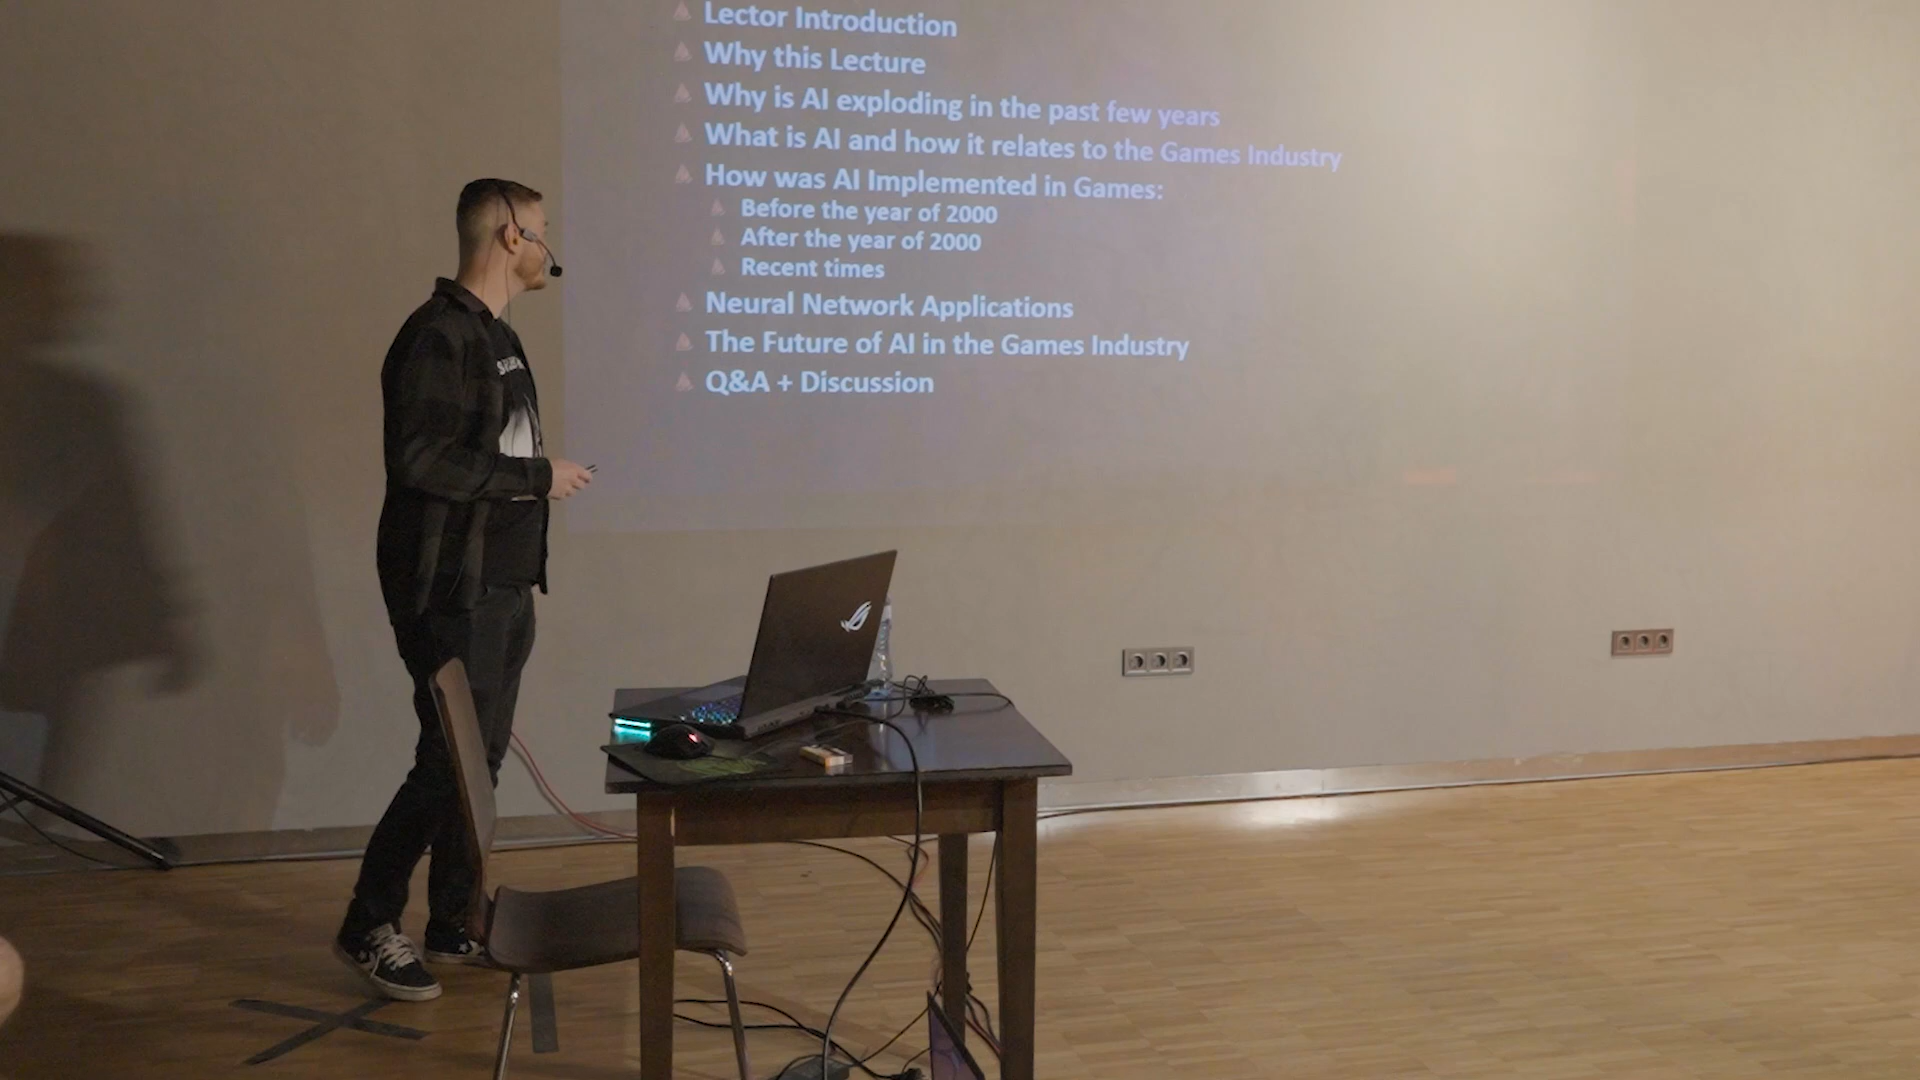 Lector Introduction
Why this Lecture
Why is AI exploding in the past few years
What is AI and how it relates to the Games Industry
How was AI Implemented in Games:
Before the year of 2000
After the year of 2000
Recent times
Neural Network Applications
The Future of AI in the Games Industry
Q&A + Discussion